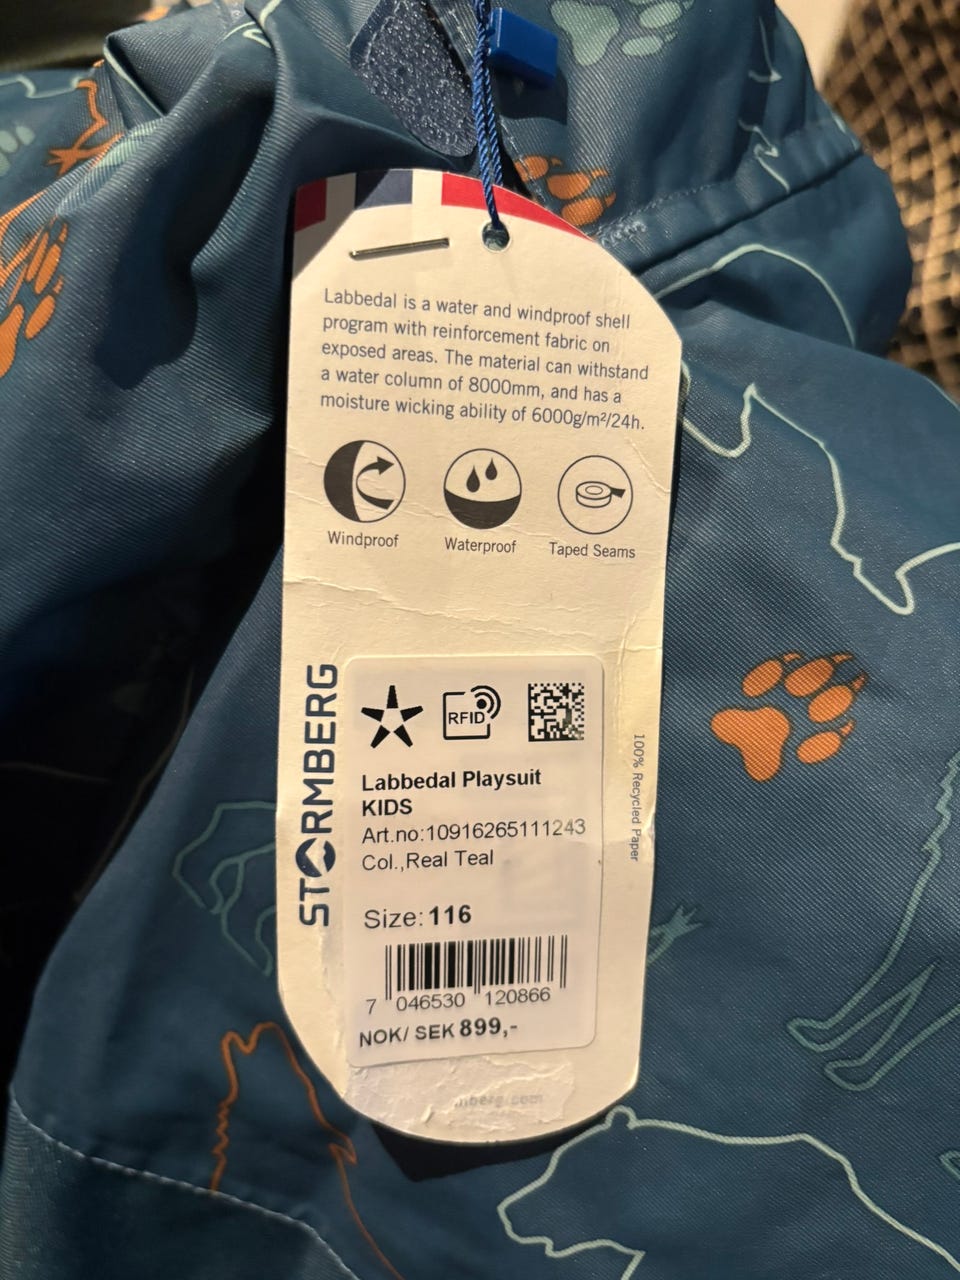 Labbedal is a water and windproof shell
program with reinforcement fabric on
exposed areas. The material can withstand
a water column of 8000mm, and has a
moisture wicking ability of 6000g/m²/24h.
Windproof
Waterproof
Taped Seams
STORMBERG
RFID
Labbedal Playsuit
KIDS
Art.no:10916265111243
Col.,Real Teal
Size: 116
7 046530 120866
NOK/ SEK 899,-
100% Recycled Paper
mberg.com